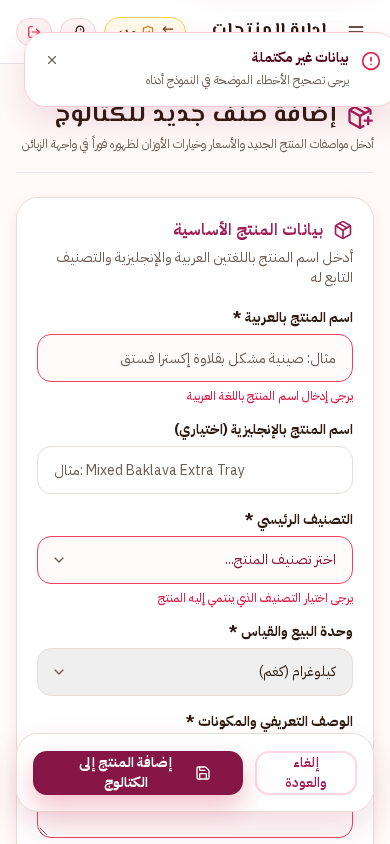 إدارة المنتجات
بيانات غير مكتملة
يرجى تصحيح الأخطاء الموضحة في النموذج أدناه
إضافة صنف جديد للكتالوج
أدخل مواصفات المنتج الجديد والأسعار وخيارات الأوزان لظهوره فوراً في واجهة الزبائن
بيانات المنتج الأساسية
أدخل اسم المنتج باللغتين العربية والإنجليزية والتصنيف
التابع له
اسم المنتج بالعربية *
مثال: صينية مشكل بقلاوة إكسترا فستق
يرجى إدخال اسم المنتج باللغة العربية
اسم المنتج بالإنجليزية (اختياري)
مثال: Mixed Baklava Extra Tray
التصنيف الرئيسي *
اختر تصنيف المنتج...
يرجى اختيار التصنيف الذي ينتمي إليه المنتج
وحدة البيع والقياس *
كيلوغرام (كغم)
الوصف التعريفي والمكونات *
إلغاء
والعودة
إضافة المنتج إلى
الكتالوج